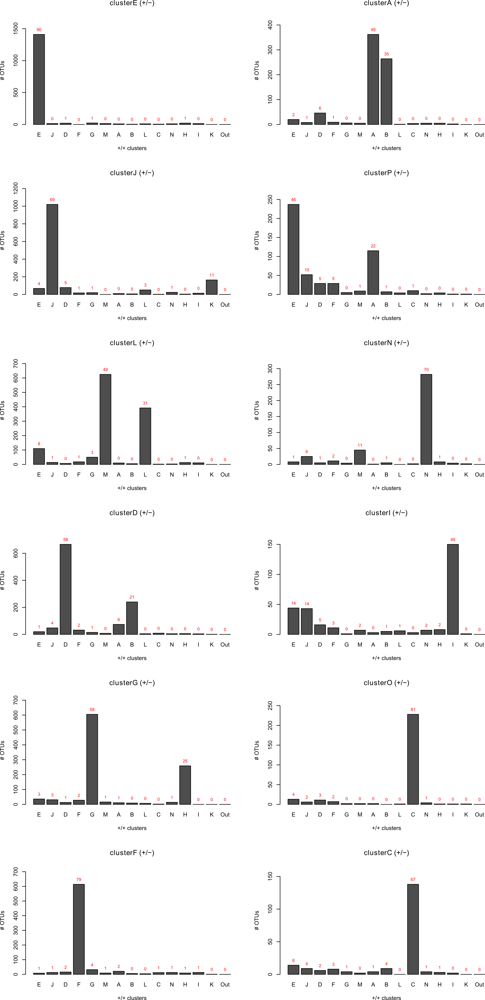 clusterE (+/−)
# OTUs
1500
1000
500
0
90 0 1 0 1 0 0 0 0 0 0 1 0 0 0
E J D F G M A B L C N H I K Out
+/+ clusters
clusterA (+/−)
# OTUs
400
300
200
100
0
2 1 6 1 0 0 49 35 0 0 0 0 0 0 0
E J D F G M A B L C N H I K Out
+/+ clusters
clusterJ (+/−)
# OTUs
1200
1000
800
600
400
200
0
4 69 5 1 1 0 0 0 3 0 1 0 0 11 0
E J D F G M A B L C N H I K Out
+/+ clusters
clusterP (+/−)
# OTUs
250
200
150
100
50
0
46 10 5 5 0 1 22 1 0 1 0 0 0 0 0
E J D F G M A B L C N H I K Out
+/+ clusters
clusterL (+/−)
# OTUs
700
600
500
400
300
200
100
0
8 1 0 1 3 49 0 0 31 0 0 1 0 0 0
E J D F G M A B L C N H I K Out
+/+ clusters
clusterN (+/−)
# OTUs
300
250
200
150
100
50
0
1 6 1 2 0 11 0 1 0 0 70 1 0 0 0
E J D F G M A B L C N H I K Out
+/+ clusters
clusterD (+/−)
# OTUs
600
400
200
0
1 4 58 2 1 0 6 21 0 0 0 0 0 0 0
E J D F G M A B L C N H I K Out
+/+ clusters
clusterI (+/−)
# OTUs
150
100
50
0
14 14 5 3 0 2 0 1 1 0 2 2 49 0 0
E J D F G M A B L C N H I K Out
+/+ clusters
clusterG (+/−)
# OTUs
700
600
500
400
300
200
100
0
3 3 1 2 58 1 1 0 0 0 1 25 0 0 0
E J D F G M A B L C N H I K Out
+/+ clusters
clusterO (+/−)
# OTUs
250
200
150
100
50
0
4 2 3 2 0 0 0 0 0 81 1 0 0 0 0
E J D F G M A B L C N H I K Out
+/+ clusters
clusterF (+/−)
# OTUs
700
600
500
400
300
200
100
0
1 1 2 79 4 1 2 0 0 1 1 1 1 0 0
E J D F G M A B L C N H I K Out
+/+ clusters
clusterC (+/−)
# OTUs
150
100
50
0
6 4 2 3 1 0 1 4 0 67 1 1 0 0 0
E J D F G M A B L C N H I K Out
+/+ clusters